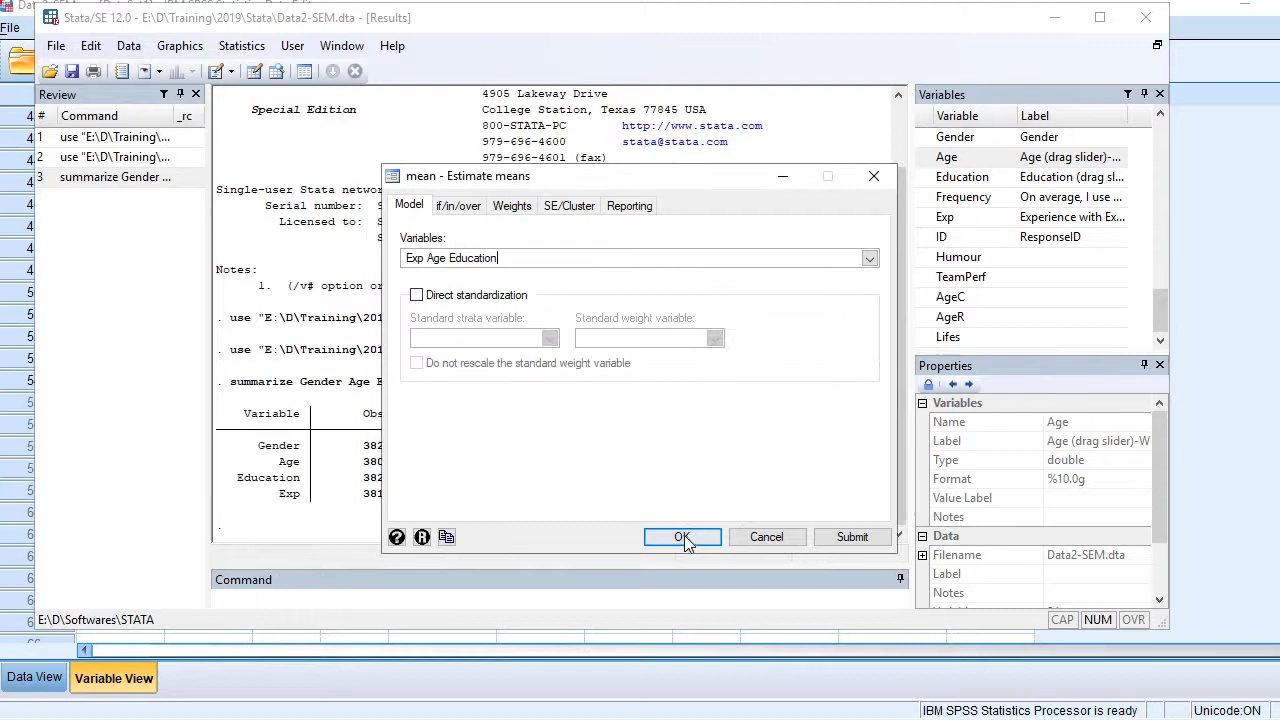 Stata/SE 12.0 - E:\D\Training\2019\Stata\Data2-SEM.dta - [Results]
File
File Edit Data Graphics Statistics User Window Help
Review
# Command _rc
1 use "E:\D\Training\...
2 use "E:\D\Training\...
3 summarize Gender ...
4905 Lakeway Drive
Special Edition College Station, Texas 77845 USA
800-STATA-PC http://www.stata.com
979-696-4600 stata@stata.com
979-696-4601 (fax)
Single-user Stata netwo
Serial number:
Licensed to:
Notes:
1. (/v# option or
. use "E:\D\Training\201
. use "E:\D\Training\201
. summarize Gender Age E
Variable Obs
Gender 382
Age 380
Education 382
Exp 381
.
mean - Estimate means
Model if/in/over Weights SE/Cluster Reporting
Variables:
Exp Age Education
Direct standardization
Standard strata variable: Standard weight variable:
Do not rescale the standard weight variable
OK Cancel Submit
Command
Variables
Variable Label
Gender Gender
Age Age (drag slider)-...
Education Education (drag sl...
Frequency On average, I use ...
Exp Experience with Ex...
ID ResponseID
Humour
TeamPerf
AgeC
AgeR
Lifes
Properties
Variables
Name Age
Label Age (drag slider)-W
Type double
Format %10.0g
Value Label
Notes
Data
Filename Data2-SEM.dta
Label
Notes
E:\D\Softwares\STATA
CAP NUM OVR
Data View Variable View
IBM SPSS Statistics Processor is ready Unicode:ON